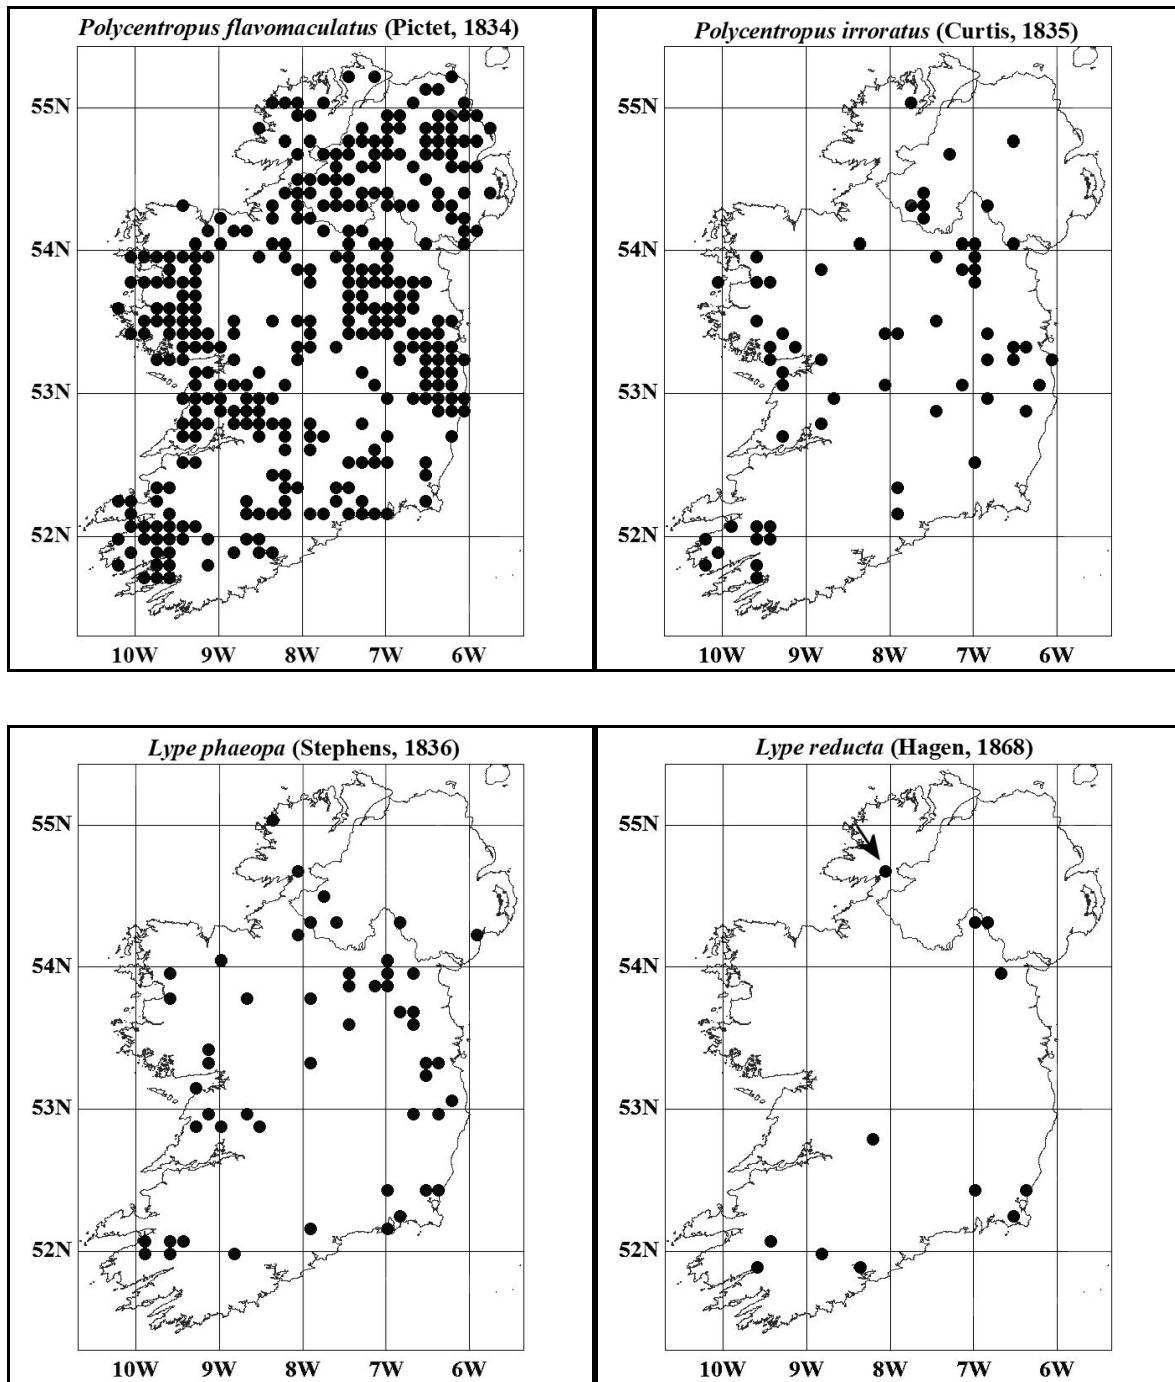 Polycentropus flavomaculatus (Pictet, 1834)
55N
54N
53N
52N
10W 9W 8W 7W 6W
Polycentropus irroratus (Curtis, 1835)
55N
54N
53N
52N
10W 9W 8W 7W 6W
Lype phaeopa (Stephens, 1836)
55N
54N
53N
52N
10W 9W 8W 7W 6W
Lype reducta (Hagen, 1868)
55N
54N
53N
52N
10W 9W 8W 7W 6W